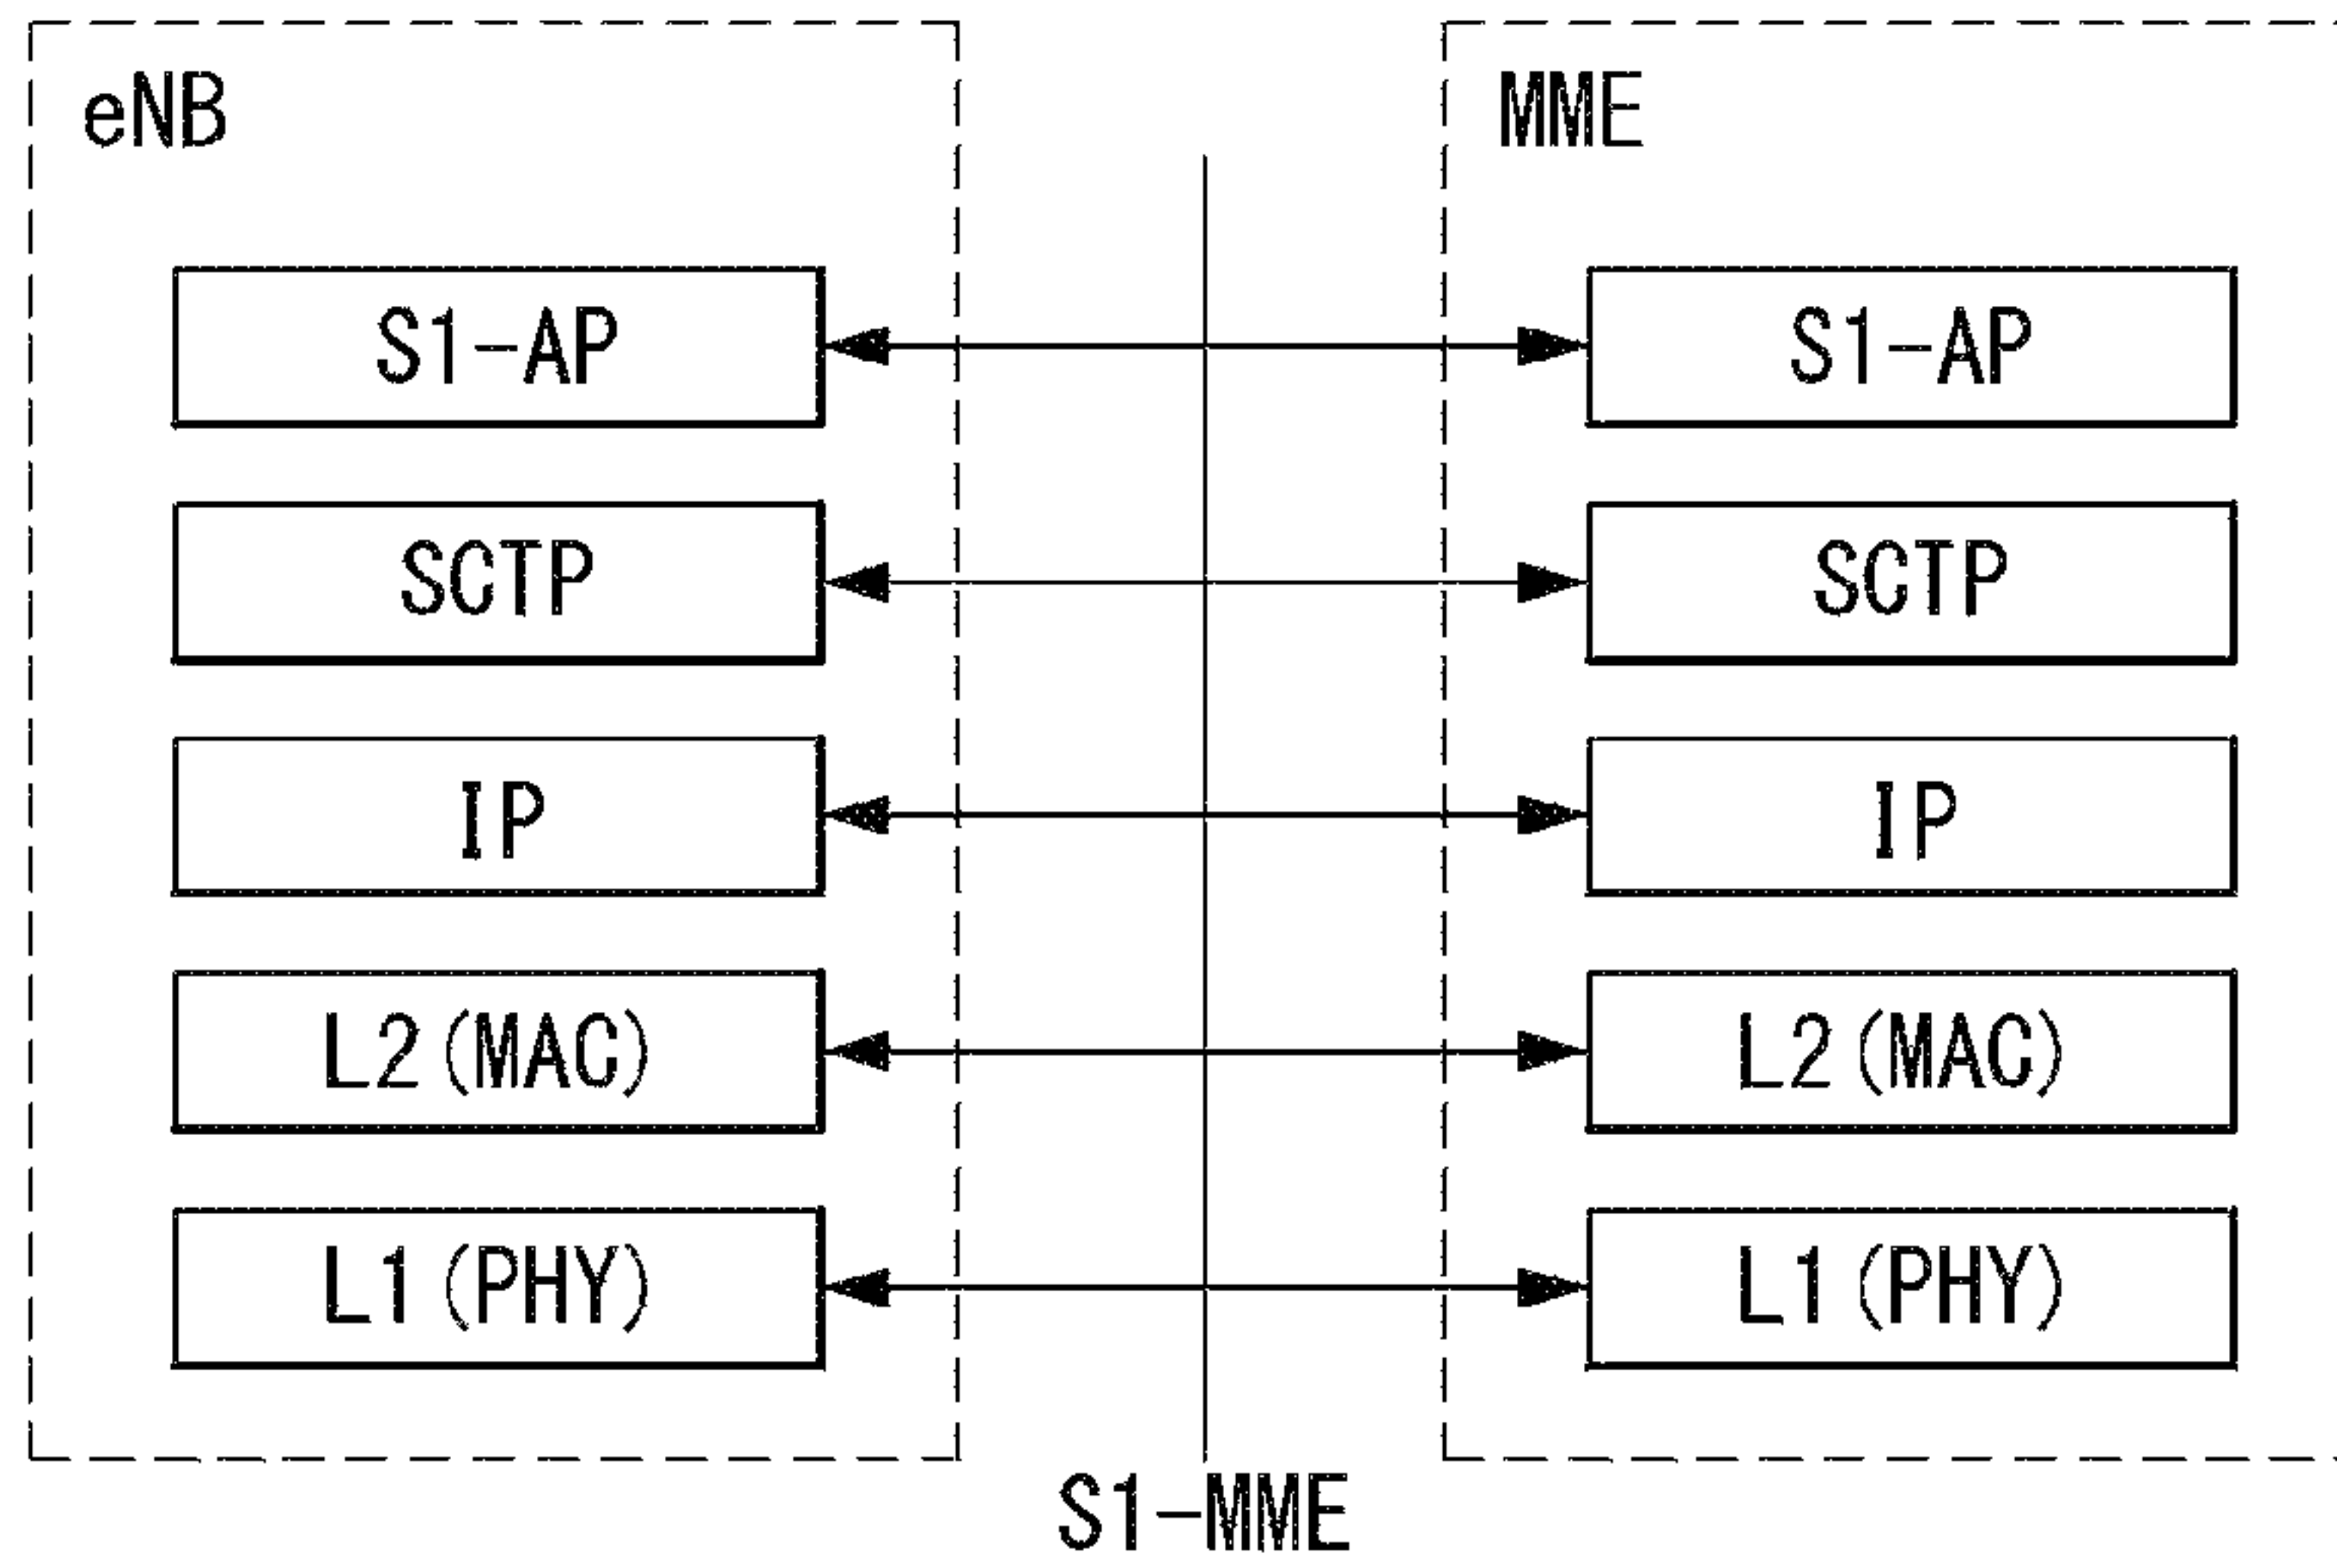 eNB
MME
S1-AP
S1-AP
SCTP
SCTP
IP
IP
L2(MAC)
L2(MAC)
L1(PHY)
L1(PHY)
S1-MME